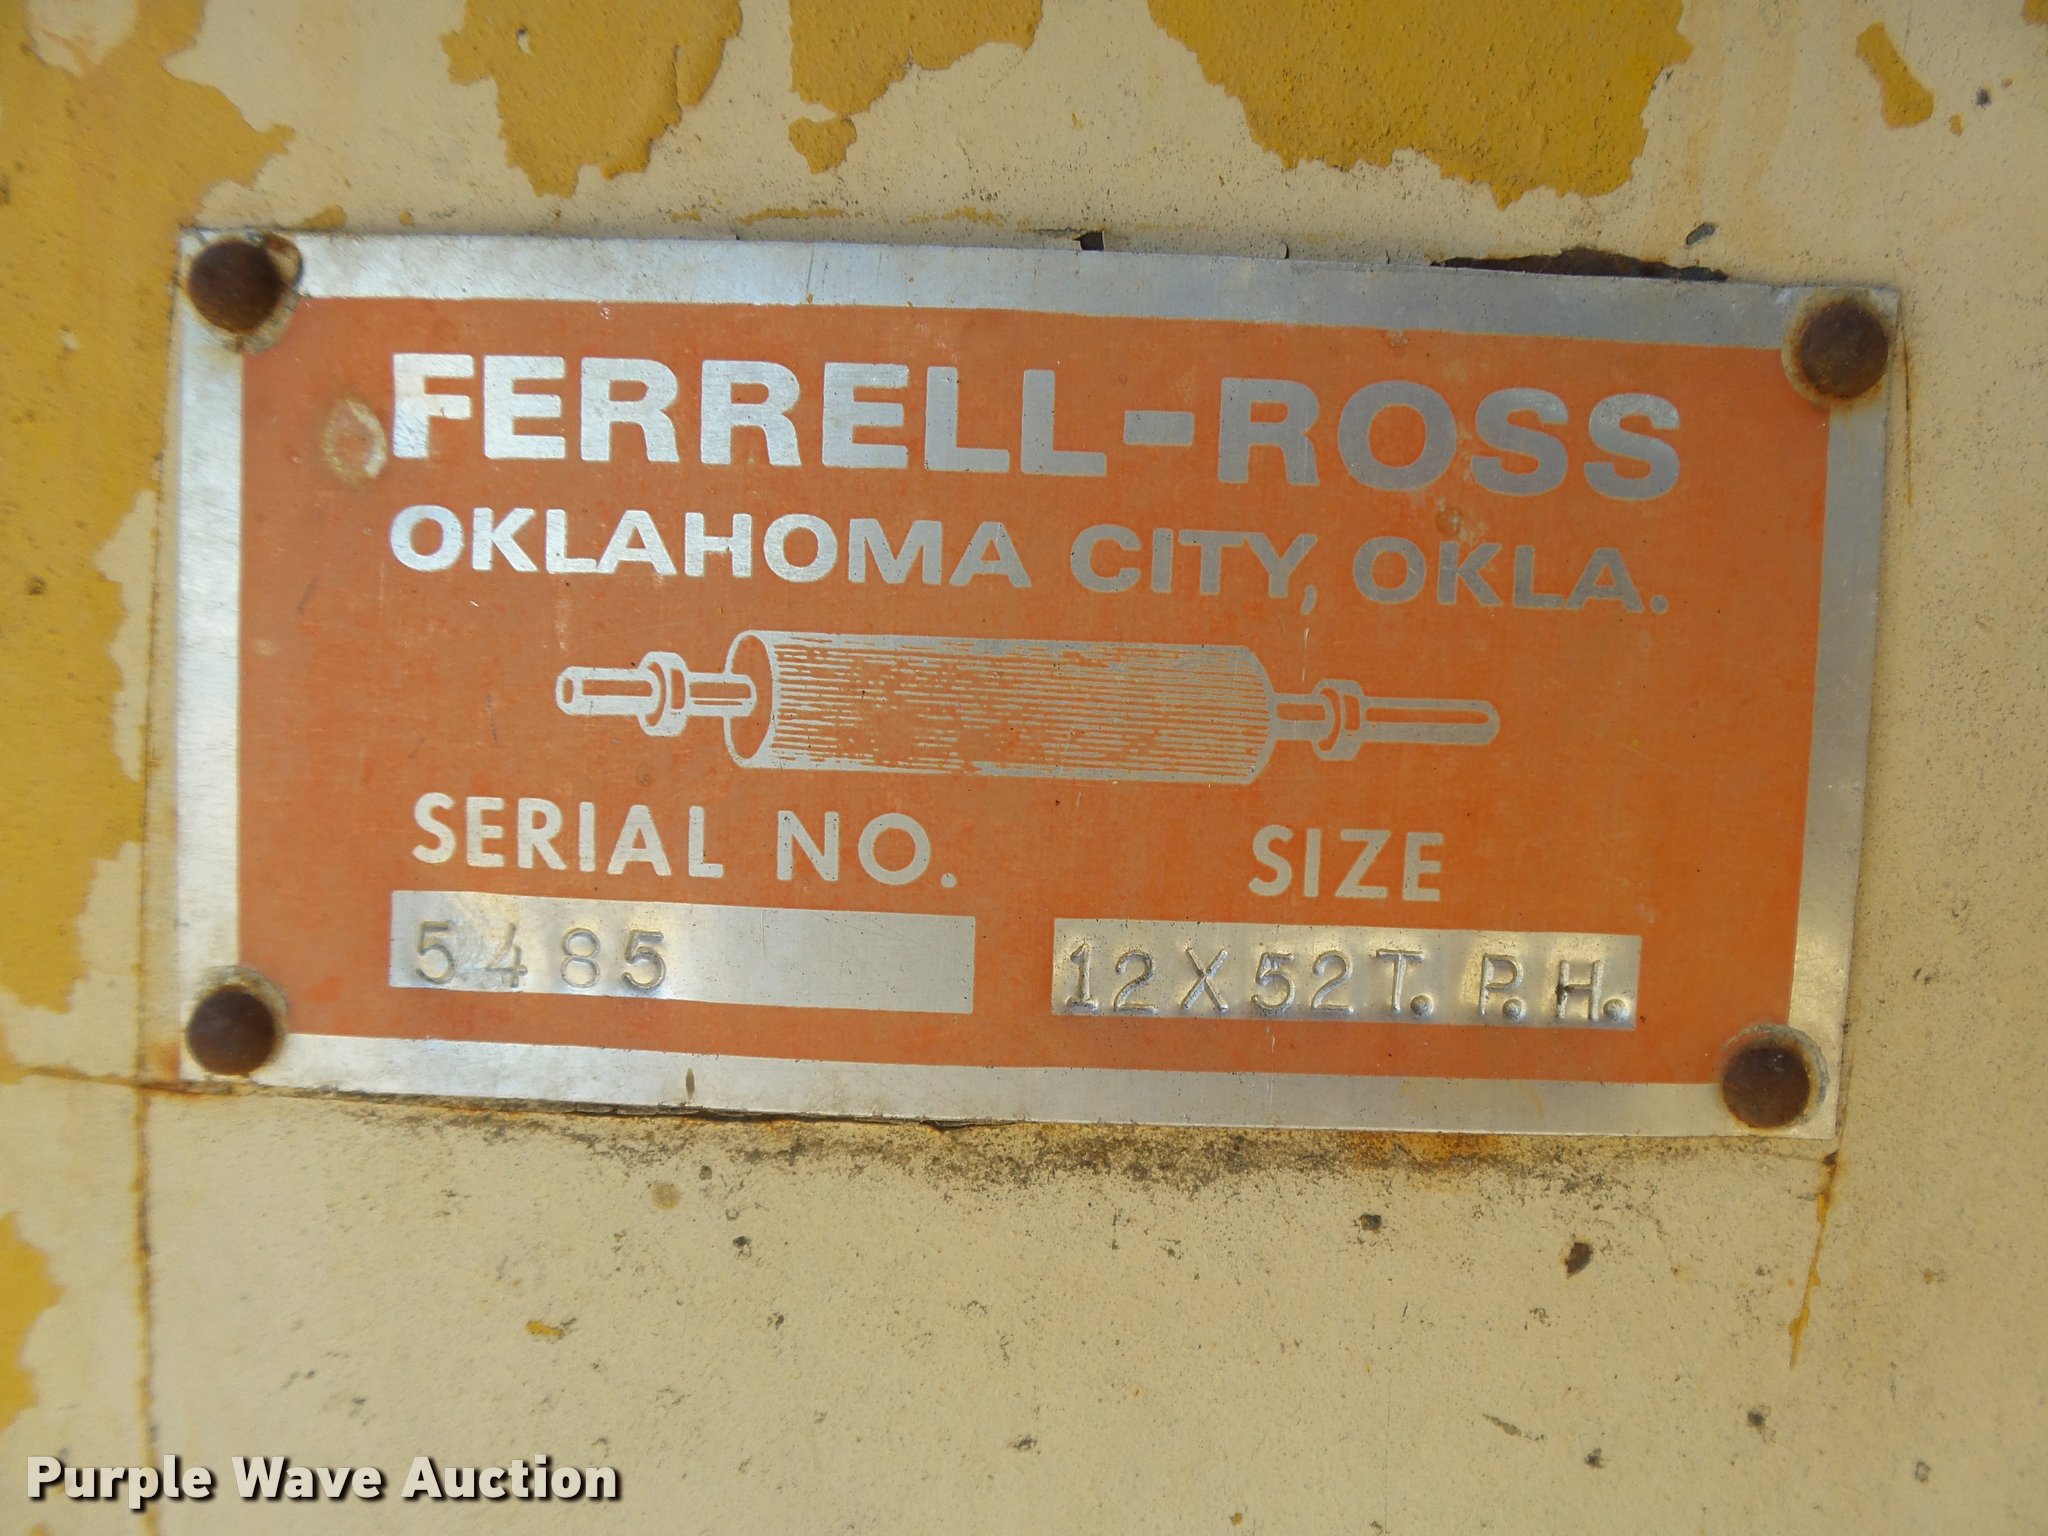 FERRELL-ROSS
OKLAHOMA CITY, OKLA.
SERIAL NO. SIZE
5485 12X52T.P.H.
Purple Wave Auction